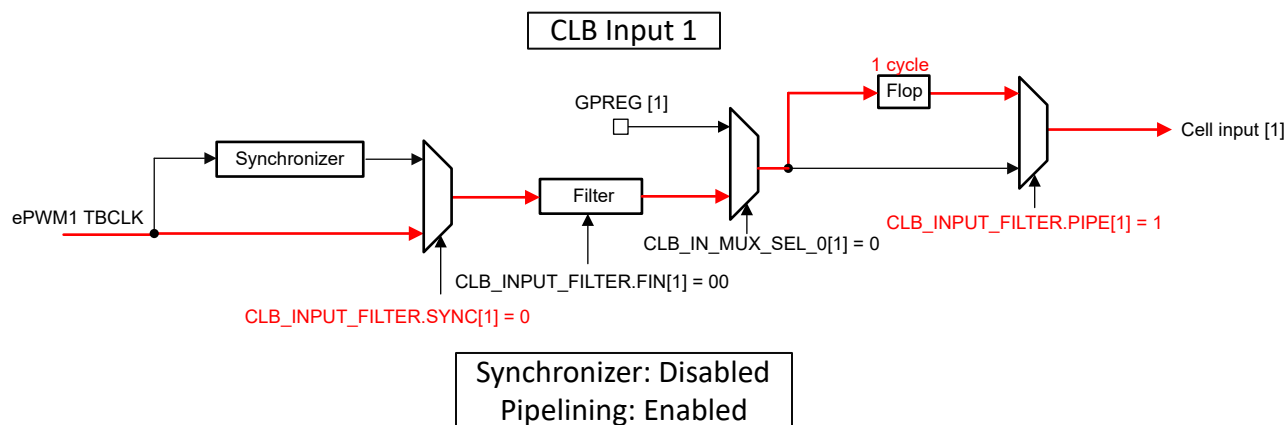 CLB Input 1
1 cycle
Flop
GPREG [1]
Cell input [1]
Synchronizer
Filter
ePWM1 TBCLK
CLB_INPUT_FILTER.PIPE[1] = 1
CLB_IN_MUX_SEL_0[1] = 0
CLB_INPUT_FILTER.FIN[1] = 00
CLB_INPUT_FILTER.SYNC[1] = 0
Synchronizer: Disabled
Pipelining: Enabled